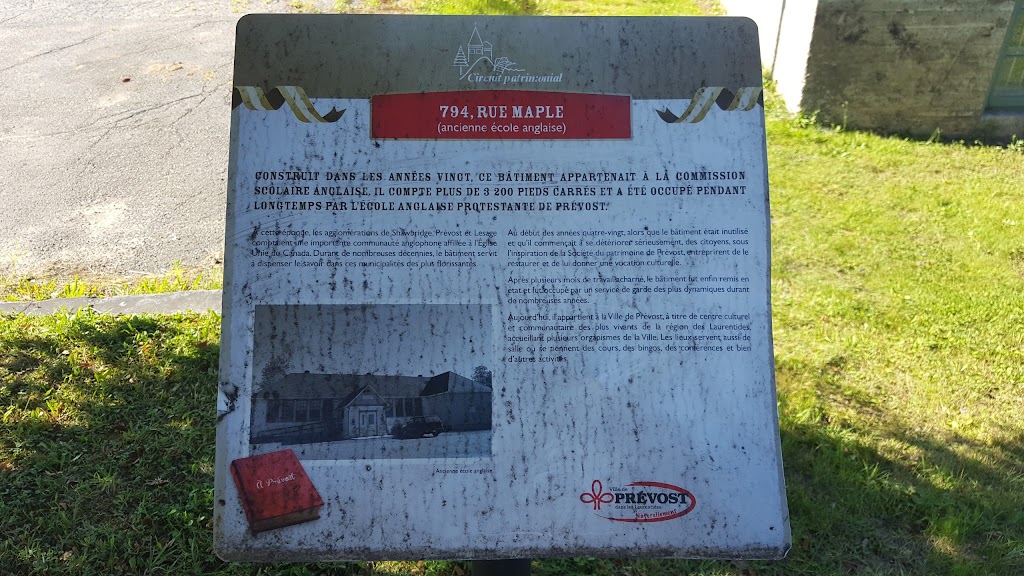 Circuit patrimonial
794, RUE MAPLE
(ancienne école anglaise)
CONSTRUIT DANS LES ANNÉES VINGT, CE BÂTIMENT APPARTENAIT À LA COMMISSION
SCOLAIRE ANGLAISE. IL COMPTE PLUS DE 3 200 PIEDS CARRÉS ET A ÉTÉ OCCUPÉ PENDANT
LONGTEMPS PAR L'ÉCOLE ANGLAISE PROTESTANTE DE PRÉVOST.
À cette époque, les agglomérations de Shawbridge, Prévost et Lesage
comptaient une importante communauté anglophone affiliée à l'Église
Unie du Canada. Durant de nombreuses décennies, le bâtiment servit
à dispenser le savoir dans ces municipalités des plus florissantes.
Au début des années quatre-vingt, alors que le bâtiment était inutilisé
et qu'il commençait à se détériorer sérieusement, des citoyens, sous
l'inspiration de la Société du patrimoine de Prévost, entreprirent de le
restaurer et de lui donner une vocation culturelle.
Après plusieurs mois de travail acharné, le bâtiment fut enfin remis en
état et fut occupé par un service de garde des plus dynamiques durant
de nombreuses années.
Aujourd'hui, il appartient à la Ville de Prévost, à titre de centre culturel
et communautaire des plus vivants de la région des Laurentides,
accueillant plusieurs organismes de la Ville. Les lieux servent aussi de
salle où se tiennent des cours, des bingos, des conférences et bien
d'autres activités.
Ancienne école anglaise
À Prévost
Ville de
PRÉVOST
dans les Laurentides
Naturellement